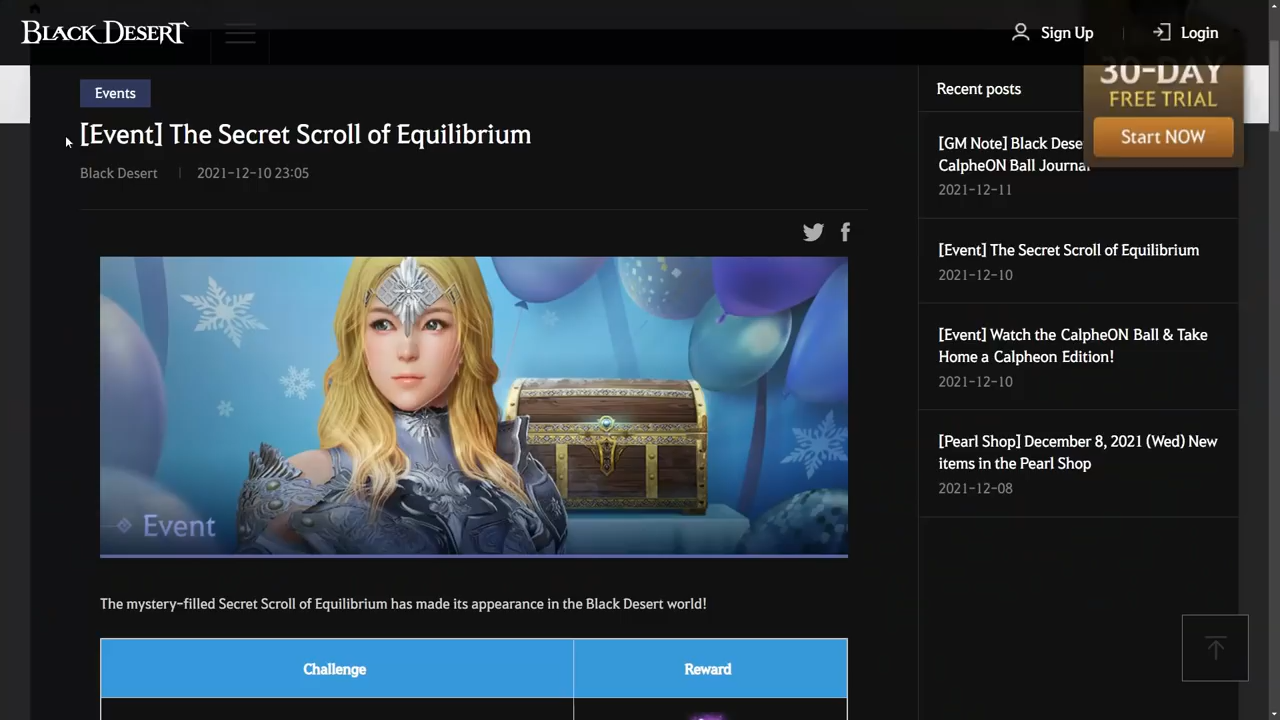 BLACK DESERT
Sign Up
Login
30-DAY
FREE TRIAL
Start NOW
Events
[Event] The Secret Scroll of Equilibrium
Black Desert
2021-12-10 23:05
Event
The mystery-filled Secret Scroll of Equilibrium has made its appearance in the Black Desert world!
Challenge
Reward
Recent posts
[GM Note] Black Dese
CalpheON Ball Journa
2021-12-11
[Event] The Secret Scroll of Equilibrium
2021-12-10
[Event] Watch the CalpheON Ball & Take
Home a Calpheon Edition!
2021-12-10
[Pearl Shop] December 8, 2021 (Wed) New
items in the Pearl Shop
2021-12-08